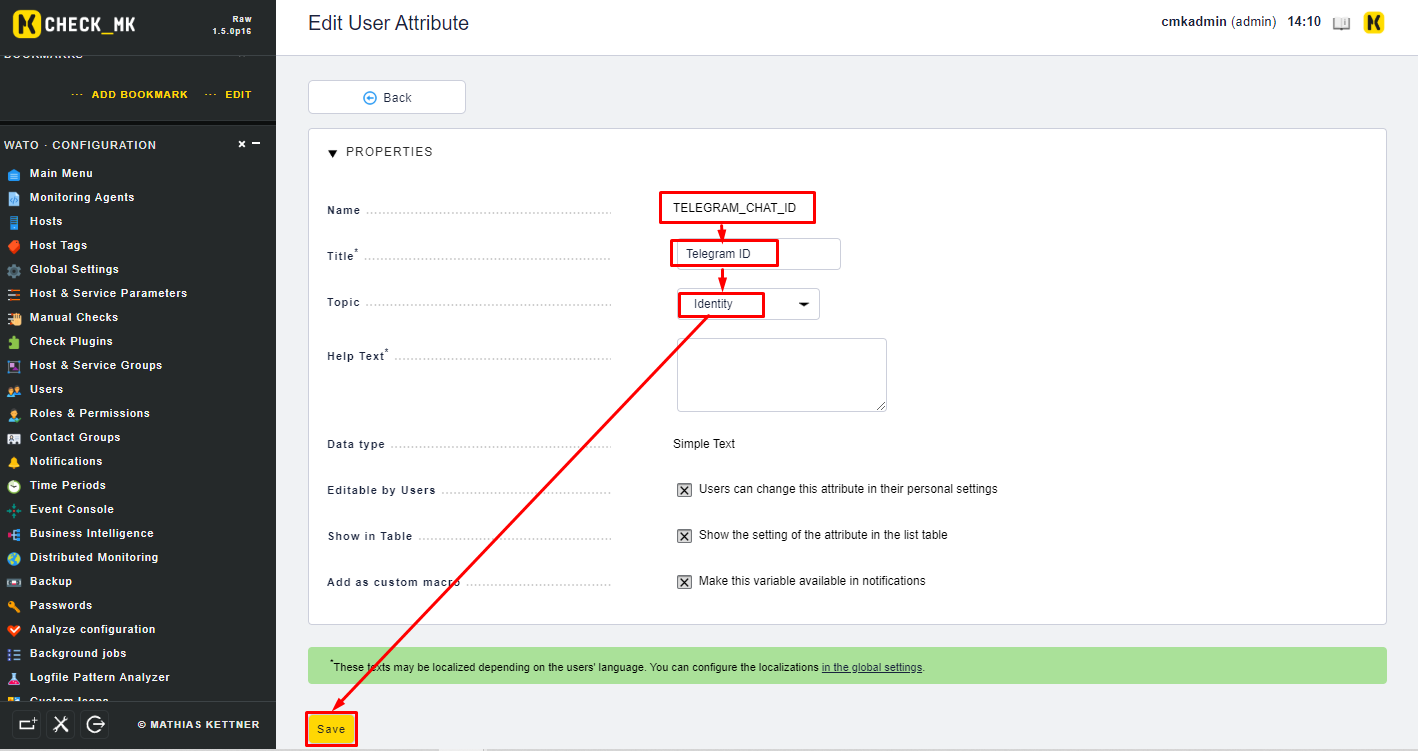 CHECK_MK
Raw
1.5.0p16
Edit User Attribute
cmkadmin (admin) 14:10
BOOKMARKS
··· ADD BOOKMARK ··· EDIT
WATO · CONFIGURATION
Main Menu
Monitoring Agents
Hosts
Host Tags
Global Settings
Host & Service Parameters
Manual Checks
Check Plugins
Host & Service Groups
Users
Roles & Permissions
Contact Groups
Notifications
Time Periods
Event Console
Business Intelligence
Distributed Monitoring
Backup
Passwords
Analyze configuration
Background jobs
Logfile Pattern Analyzer
Custom Icons
© MATHIAS KETTNER
Back
PROPERTIES
Name TELEGRAM_CHAT_ID
Title* Telegram ID
Topic Identity
Help Text*
Data type Simple Text
Editable by Users Users can change this attribute in their personal settings
Show in Table Show the setting of the attribute in the list table
Add as custom macro Make this variable available in notifications
*These texts may be localized depending on the users' language. You can configure the localizations in the global settings.
Save